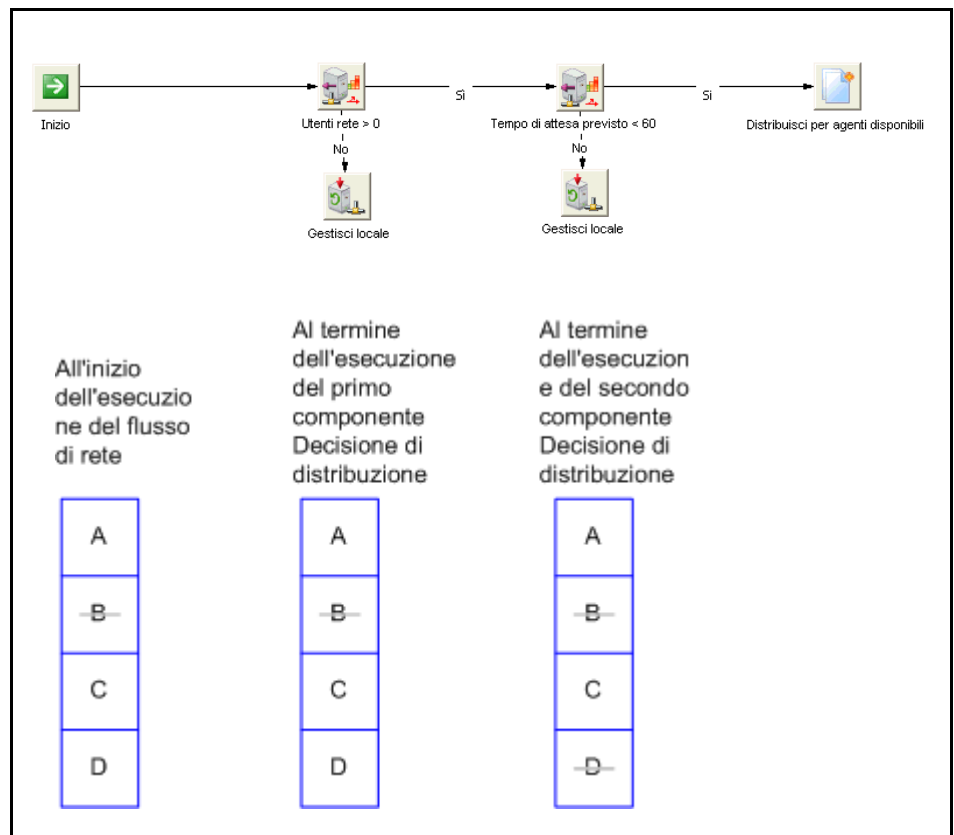 Sì
Si
Inizio
Utenti rete > 0
Tempo di attesa previsto < 60
Distribuisci per agenti disponibili
No
No
Gestisci locale
Gestisci locale
All'inizio
dell'esecuzio
ne del flusso
di rete
Al termine
dell'esecuzione
del primo
componente
Decisione di
distribuzione
Al termine
dell'esecuzion
e del secondo
componente
Decisione di
distribuzione
A
B
C
D
A
B
C
D
A
B
C
D